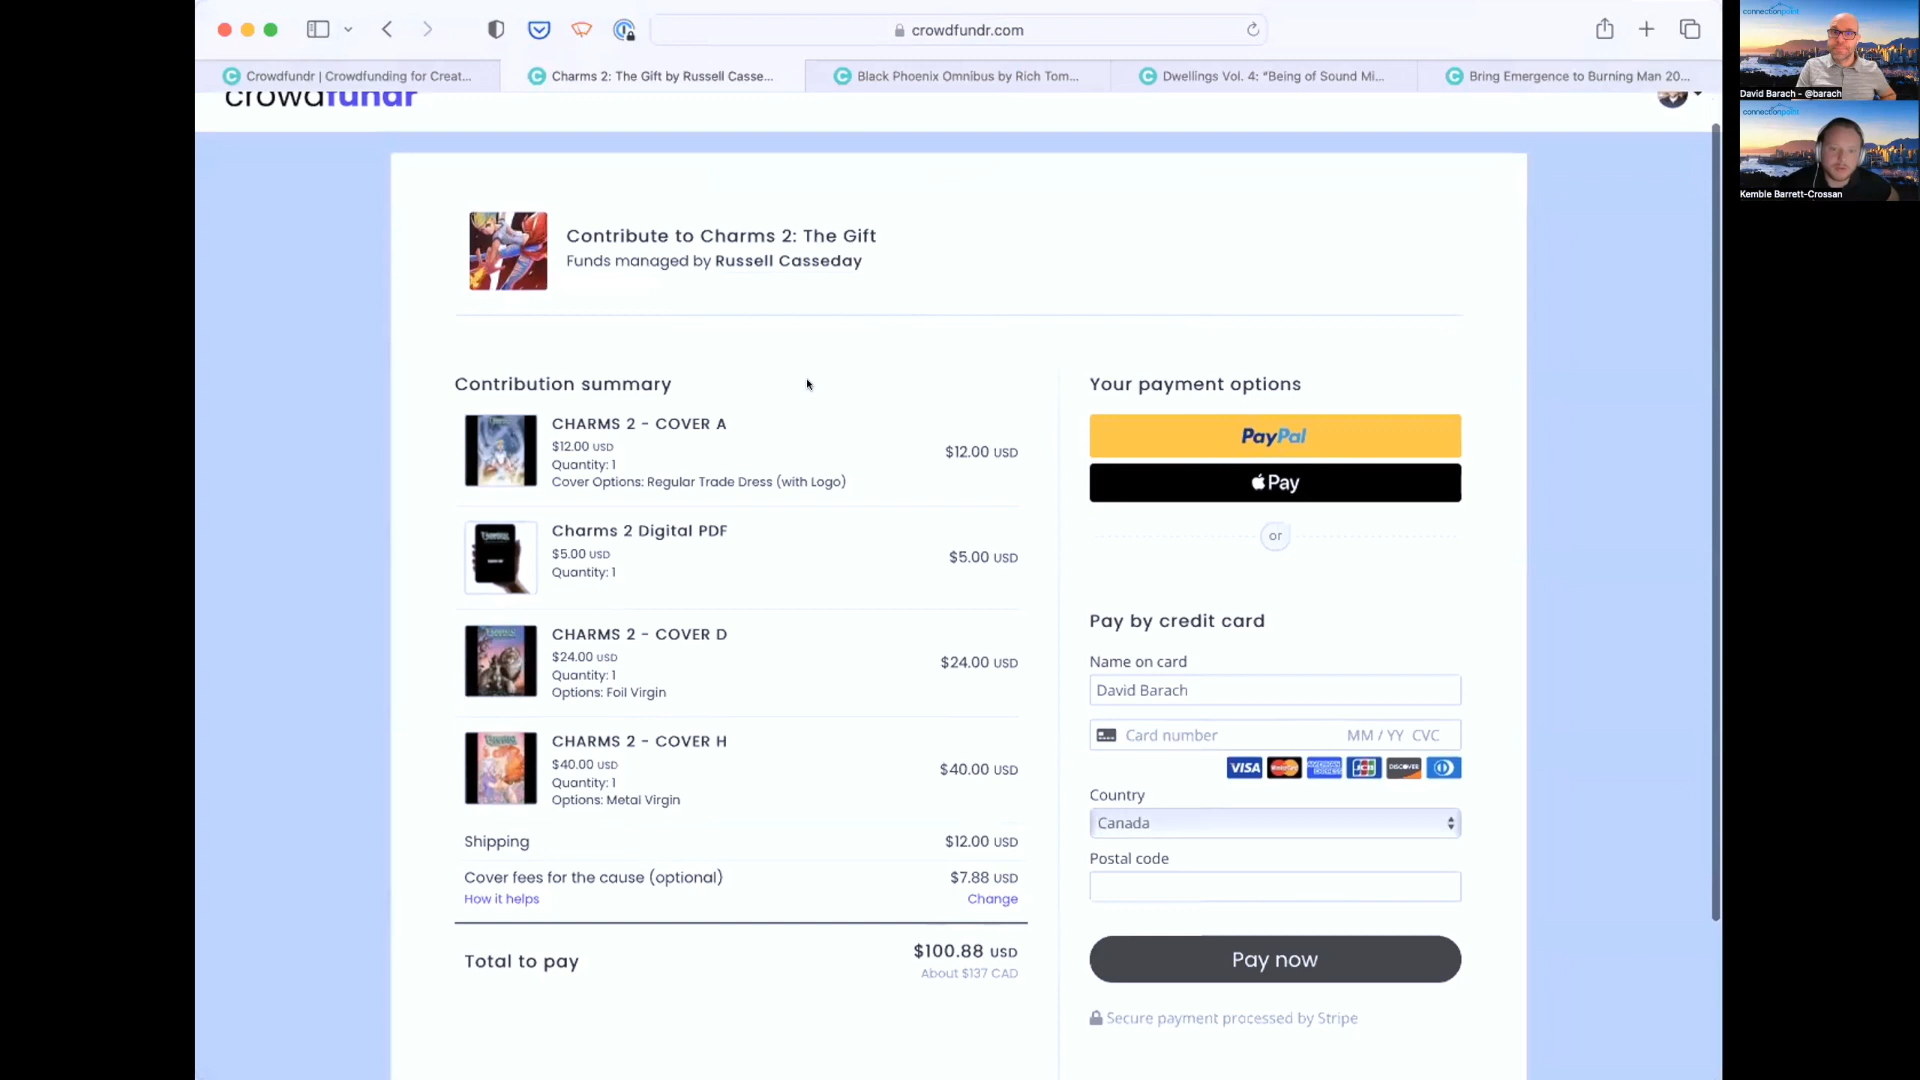 crowdfundr.com
Crowdfundr | Crowdfunding for Creat...
Charms 2: The Gift by Russell Casse...
Black Phoenix Omnibus by Rich Tom...
Dwellings Vol. 4: “Being of Sound Mi...
Bring Emergence to Burning Man 20...
crowdfundr
connectionpoint
David Barach - @barach
connectionpoint
Kemble Barrett-Crossan
Contribute to Charms 2: The Gift
Funds managed by Russell Casseday
Contribution summary
CHARMS 2 - COVER A
$12.00 USD
Quantity: 1
Cover Options: Regular Trade Dress (with Logo)
$12.00 USD
Charms 2 Digital PDF
$5.00 USD
Quantity: 1
$5.00 USD
CHARMS 2 - COVER D
$24.00 USD
Quantity: 1
Options: Foil Virgin
$24.00 USD
CHARMS 2 - COVER H
$40.00 USD
Quantity: 1
Options: Metal Virgin
$40.00 USD
Shipping
$12.00 USD
Cover fees for the cause (optional)
$7.88 USD
How it helps
Change
Total to pay
$100.88 USD
About $137 CAD
Your payment options
PayPal
Pay
or
Pay by credit card
Name on card
David Barach
Card number
MM / YY CVC
VISA
MasterCard
AMERICAN EXPRESS
JCB
DISCOVER
Country
Canada
Postal code
Pay now
Secure payment processed by Stripe